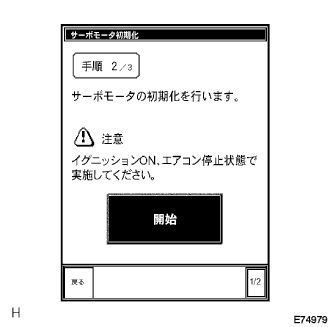 サーボモータ初期化
手順 2/3
サーボモータの初期化を行います。
注意
イグニッションON、エアコン停止状態で
実施してください。
開始
戻る
1/2
H
E74979